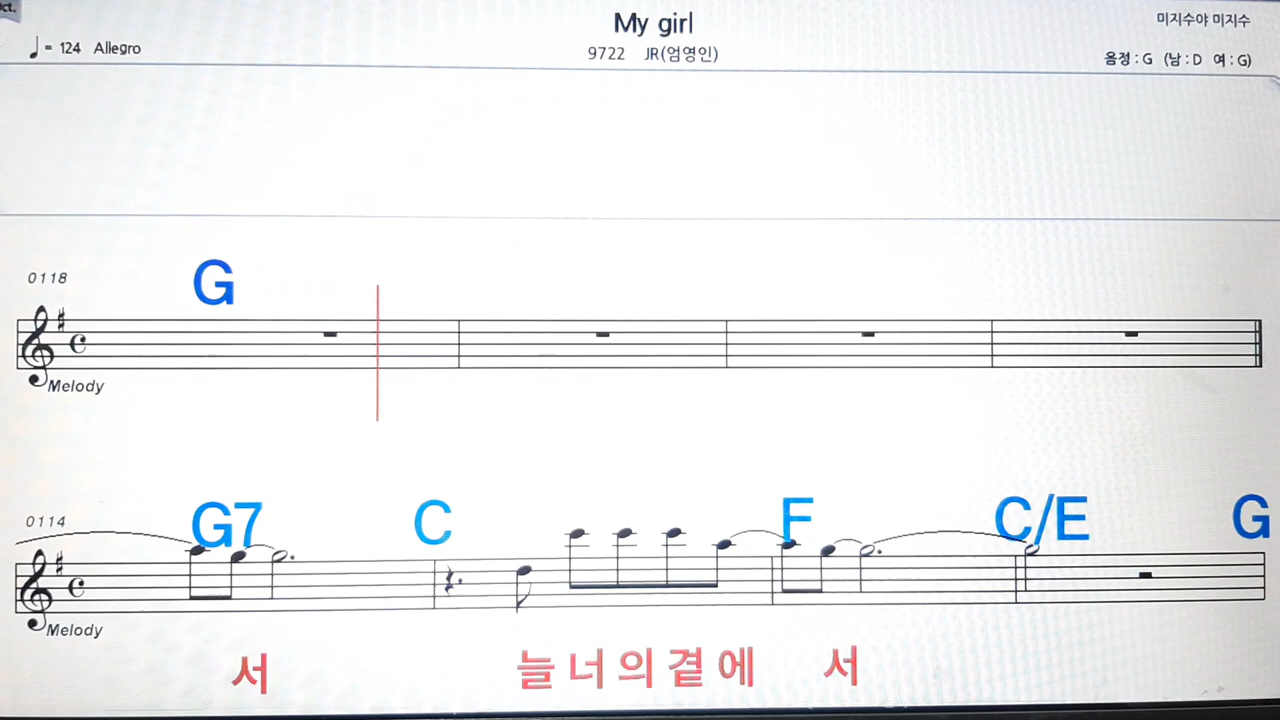 ct.
My girl
미지수야 미지수
♩= 124 Allegro
9722 JR(엄영인)
음정 : G (남 : D 여 : G)
0118
G
Melody
0114
G7 C F C/E G
Melody
서 늘 너 의 곁 에 서